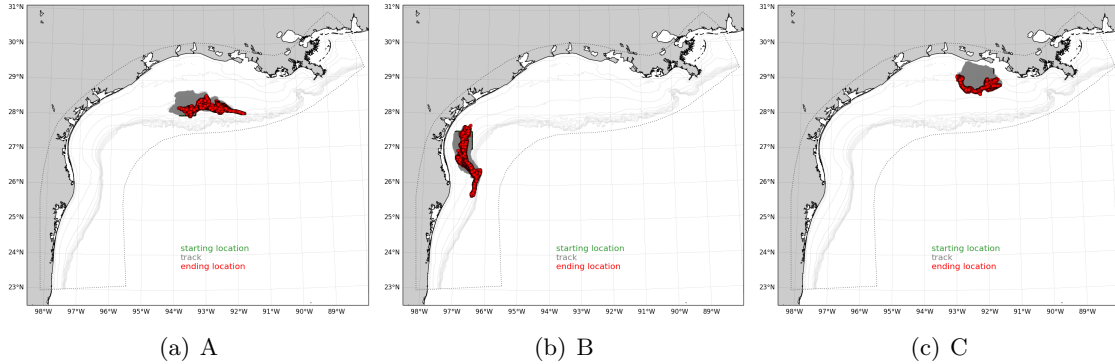 31°N
30°N
29°N
28°N
27°N
26°N
25°N
24°N
23°N
98°W 97°W 96°W 95°W 94°W 93°W 92°W 91°W 90°W 89°W
starting location
track
ending location
(a) A
31°N
30°N
29°N
28°N
27°N
26°N
25°N
24°N
23°N
98°W 97°W 96°W 95°W 94°W 93°W 92°W 91°W 90°W 89°W
starting location
track
ending location
(b) B
31°N
30°N
29°N
28°N
27°N
26°N
25°N
24°N
23°N
98°W 97°W 96°W 95°W 94°W 93°W 92°W 91°W 90°W 89°W
starting location
track
ending location
(c) C